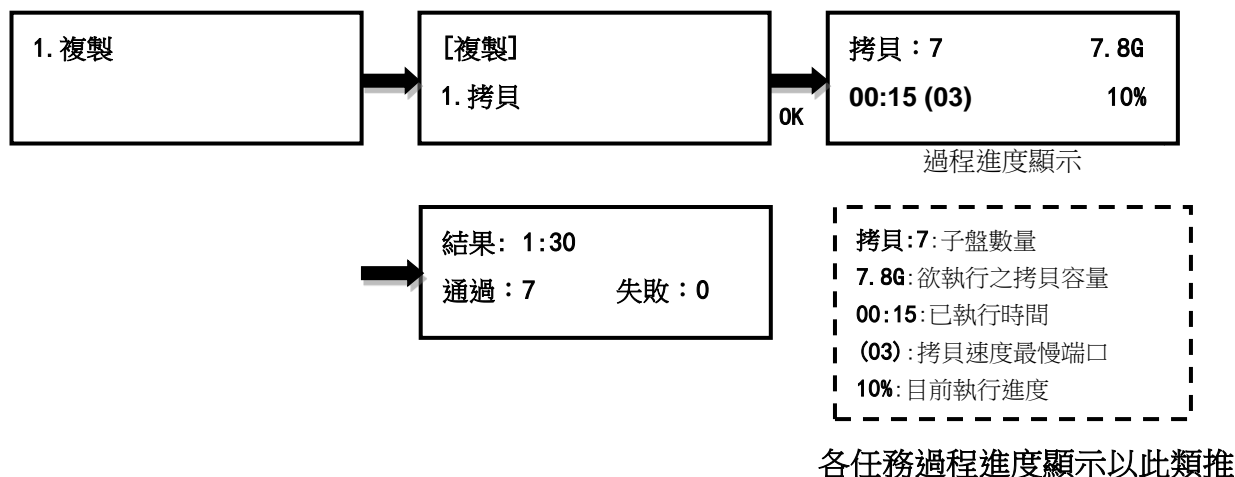 1.複製
[複製]
1.拷貝
OK
拷貝：7 7.8G
00:15 (03) 10%
過程進度顯示
結果: 1:30
通過：7 失敗：0
拷貝:7:子盤數量
7.8G:欲執行之拷貝容量
00:15:已執行時間
(03):拷貝速度最慢端口
10%:目前執行進度
各任務過程進度顯示以此類推